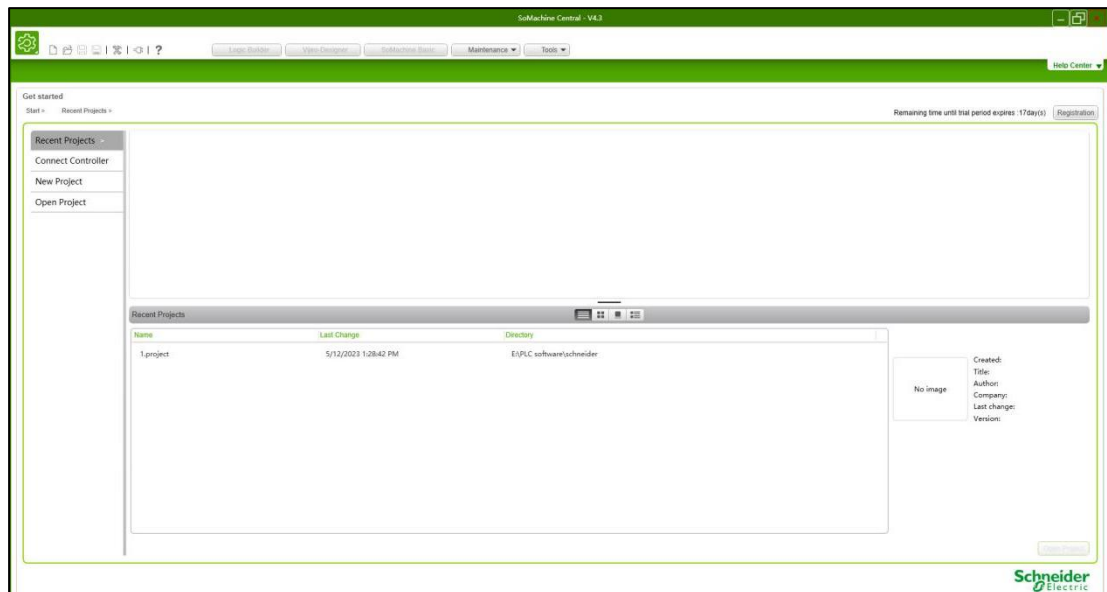 SoMachine Central - V4.3
Logic Builder Vijeo-Designer SoMachine Basic Maintenance Tools
Help Center
Get started
Start Recent Projects
Remaining time until trial period expires :17day(s) Registration
Recent Projects
Connect Controller
New Project
Open Project
Recent Projects
Name Last Change Directory
1.project 5/12/2023 1:28:42 PM E:\PLC software\schneider
No image
Created:
Title:
Author:
Company:
Last change:
Version:
Open Project
Schneider
Electric